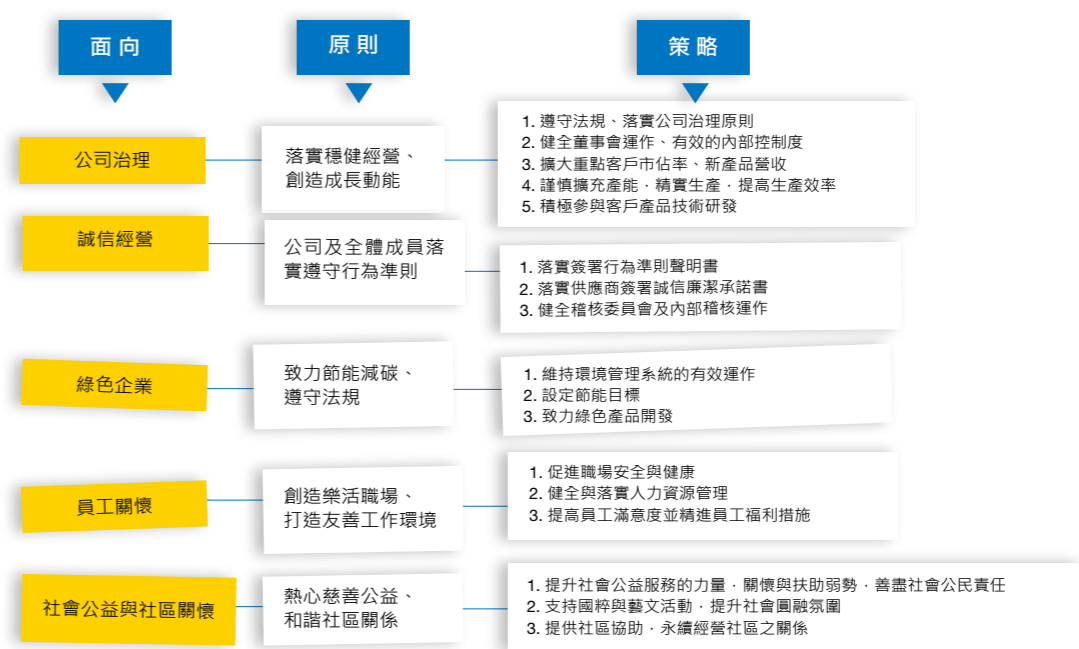 面向
原則
策略
公司治理
落實穩健經營、
創造成長動能
1. 遵守法規、落實公司治理原則
2. 健全董事會運作、有效的內部控制度
3. 擴大重點客戶市佔率、新產品營收
4. 謹慎擴充產能，精實生產，提高生產效率
5. 積極參與客戶產品技術研發
誠信經營
公司及全體成員落
實遵守行為準則
1. 落實簽署行為準則聲明書
2. 落實供應商簽署誠信廉潔承諾書
3. 健全稽核委員會及內部稽核運作
綠色企業
致力節能減碳、
遵守法規
1. 維持環境管理系統的有效運作
2. 設定節能目標
3. 致力綠色產品開發
員工關懷
創造樂活職場、
打造友善工作環境
1. 促進職場安全與健康
2. 健全與落實人力資源管理
3. 提高員工滿意度並精進員工福利措施
社會公益與社區關懷
熱心慈善公益、
和諧社區關係
1. 提升社會公益服務的力量，關懷與扶助弱勢，善盡社會公民責任
2. 支持國粹與藝文活動，提升社會圓融氛圍
3. 提供社區協助，永續經營社區之關係